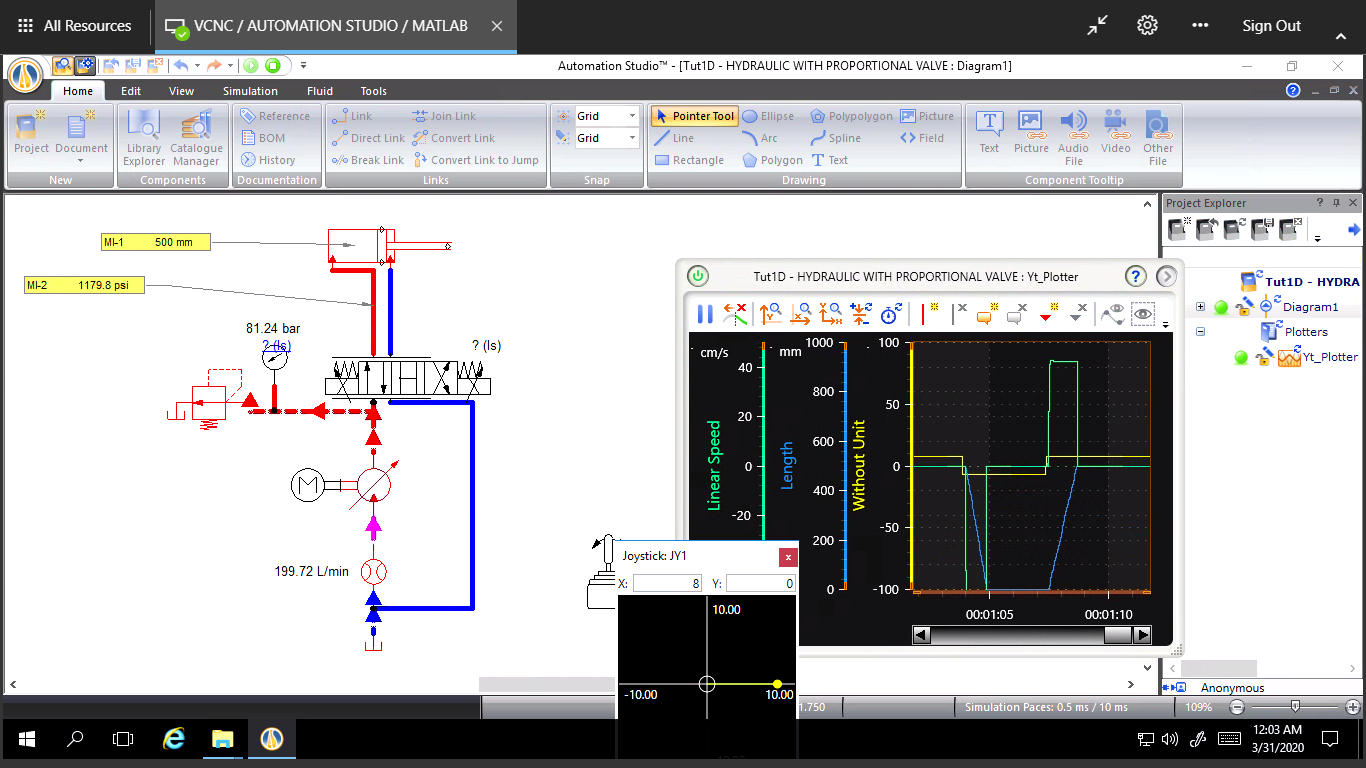 All Resources
VCNC / AUTOMATION STUDIO / MATLAB
Sign Out
Automation Studio™ - [Tut1D - HYDRAULIC WITH PROPORTIONAL VALVE : Diagram1]
Home Edit View Simulation Fluid Tools
Project Document
New
Library Explorer
Catalogue Manager
Components
Reference
BOM
History
Documentation
Link Join Link
Direct Link Convert Link
Break Link Convert Link to Jump
Links
Grid
Grid
Snap
Pointer Tool Ellipse Polypolygon Picture
Line Arc Spline Field
Rectangle Polygon Text
Drawing
Text Picture Audio File Video Other File
Component Tooltip
MI-1 500 mm
MI-2 1179.8 psi
81.24 bar
? (ls)
? (ls)
M
199.72 L/min
Tut1D - HYDRAULIC WITH PROPORTIONAL VALVE : Yt_Plotter
cm/s mm
40
20
0
-20
Linear Speed
1000
800
600
400
200
0
Length
100
50
0
-50
-100
Without Unit
00:01:05 00:01:10
Joystick: JY1
X: 8 Y: 0
10.00
-10.00 10.00
Project Explorer
Tut1D - HYDRA
Diagram1
Plotters
Yt_Plotter
Anonymous
1.750
Simulation Paces: 0.5 ms / 10 ms
109%
12:03 AM
3/31/2020